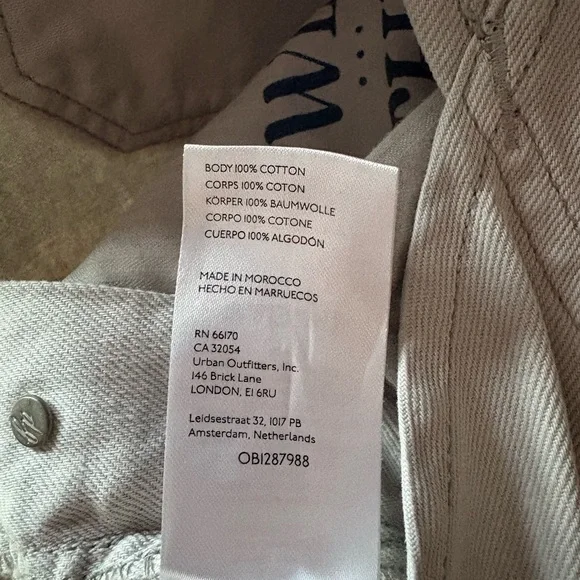 BODY 100% COTTON
CORPS 100% COTON
KÖRPER 100% BAUMWOLLE
CORPO 100% COTONE
CUERPO 100% ALGODÓN
MADE IN MOROCCO
HECHO EN MARRUECOS
RN 66170
CA 32054
Urban Outfitters, Inc.
146 Brick Lane
LONDON, E1 6RU
Leidsestraat 32, 1017 PB
Amsterdam, Netherlands
OB1287988